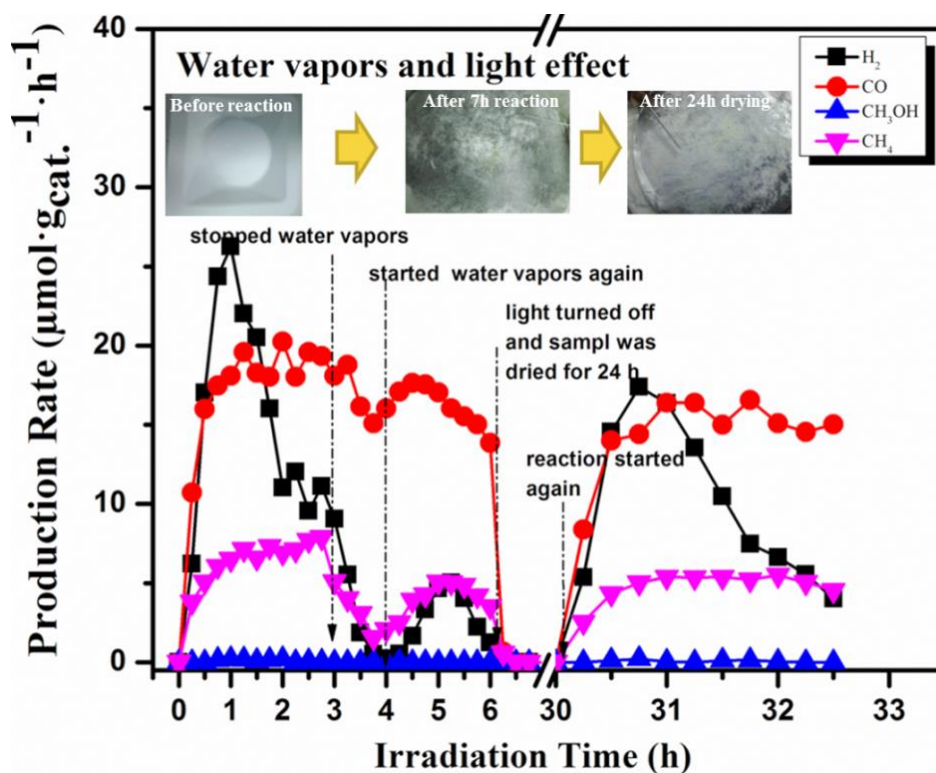 40
30
20
10
0
Production Rate (μmol·gcat.⁻¹·h⁻¹)
Water vapors and light effect
Before reaction
After 7h reaction
After 24h drying
H₂
CO
CH₃OH
CH₄
stopped water vapors
started water vapors again
light turned off
and sampl was
dried for 24 h
reaction started
again
0 1 2 3 4 5 6 30 31 32 33
Irradiation Time (h)